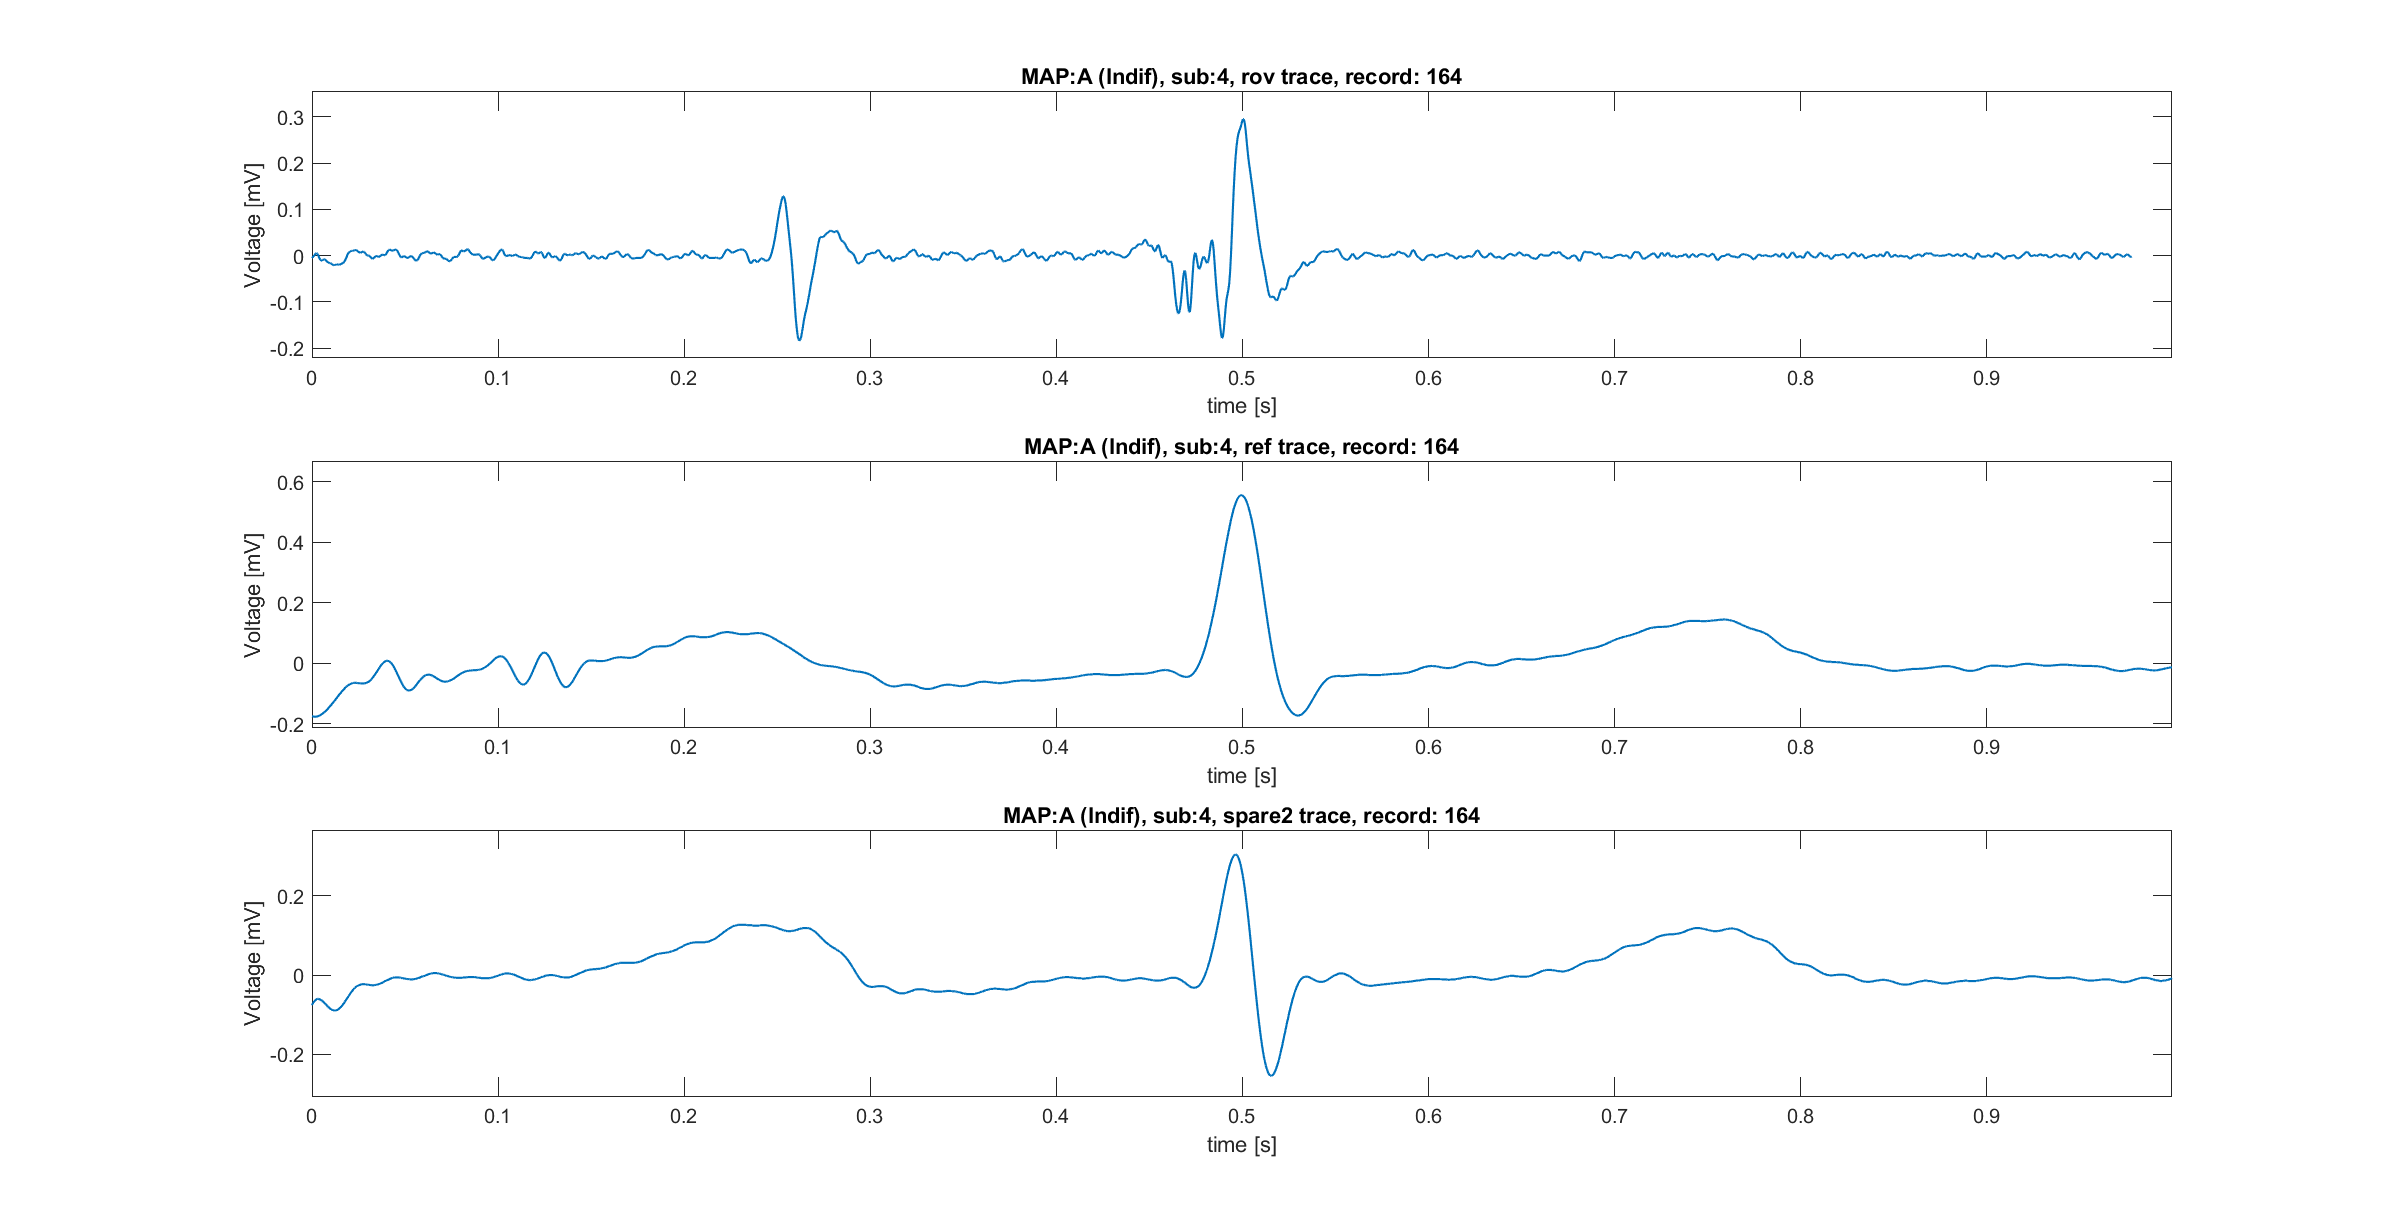 MAP:A (Indif), sub:4, rov trace, record: 164
Voltage [mV]
0.3
0.2
0.1
0
-0.1
-0.2
0 0.1 0.2 0.3 0.4 0.5 0.6 0.7 0.8 0.9
time [s]
MAP:A (Indif), sub:4, ref trace, record: 164
Voltage [mV]
0.6
0.4
0.2
0
-0.2
0 0.1 0.2 0.3 0.4 0.5 0.6 0.7 0.8 0.9
time [s]
MAP:A (Indif), sub:4, spare2 trace, record: 164
Voltage [mV]
0.2
0
-0.2
0 0.1 0.2 0.3 0.4 0.5 0.6 0.7 0.8 0.9
time [s]